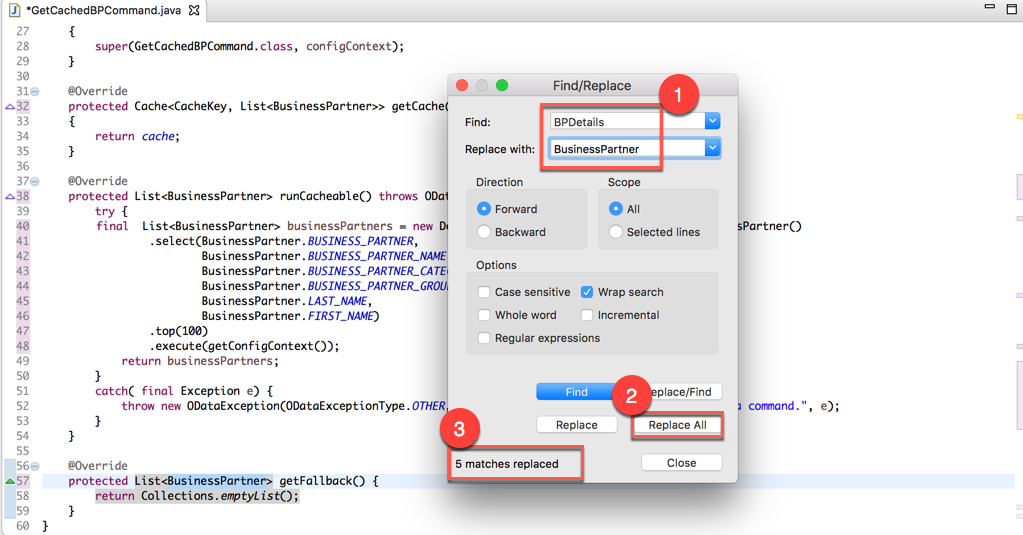 *GetCachedBPCommand.java
27 {
28 super(GetCachedBPCommand.class, configContext);
29 }
30
31 @Override
32 protected Cache<CacheKey, List<BusinessPartner>> getCache(
33 {
34 return cache;
35 }
36
37 @Override
38 protected List<BusinessPartner> runCacheable() throws ODat
39 try {
40 final List<BusinessPartner> businessPartners = new De sPartner()
41 .select(BusinessPartner.BUSINESS_PARTNER,
42 BusinessPartner.BUSINESS_PARTNER_NAME
43 BusinessPartner.BUSINESS_PARTNER_CATEG
44 BusinessPartner.BUSINESS_PARTNER_GROU
45 BusinessPartner.LAST_NAME,
46 BusinessPartner.FIRST_NAME)
47 .top(100)
48 .execute(getConfigContext());
49 return businessPartners;
50 }
51 catch( final Exception e) {
52 throw new ODataException(ODataExceptionType.OTHER, a command.", e);
53 }
54 }
55
56 @Override
57 protected List<BusinessPartner> getFallback() {
58 return Collections.emptyList();
59 }
60 }
Find/Replace
1
Find: BPDetails
Replace with: BusinessPartner
Direction Scope
Forward All
Backward Selected lines
Options
Case sensitive Wrap search
Whole word Incremental
Regular expressions
Find eplace/Find
2
Replace Replace All
3
5 matches replaced Close